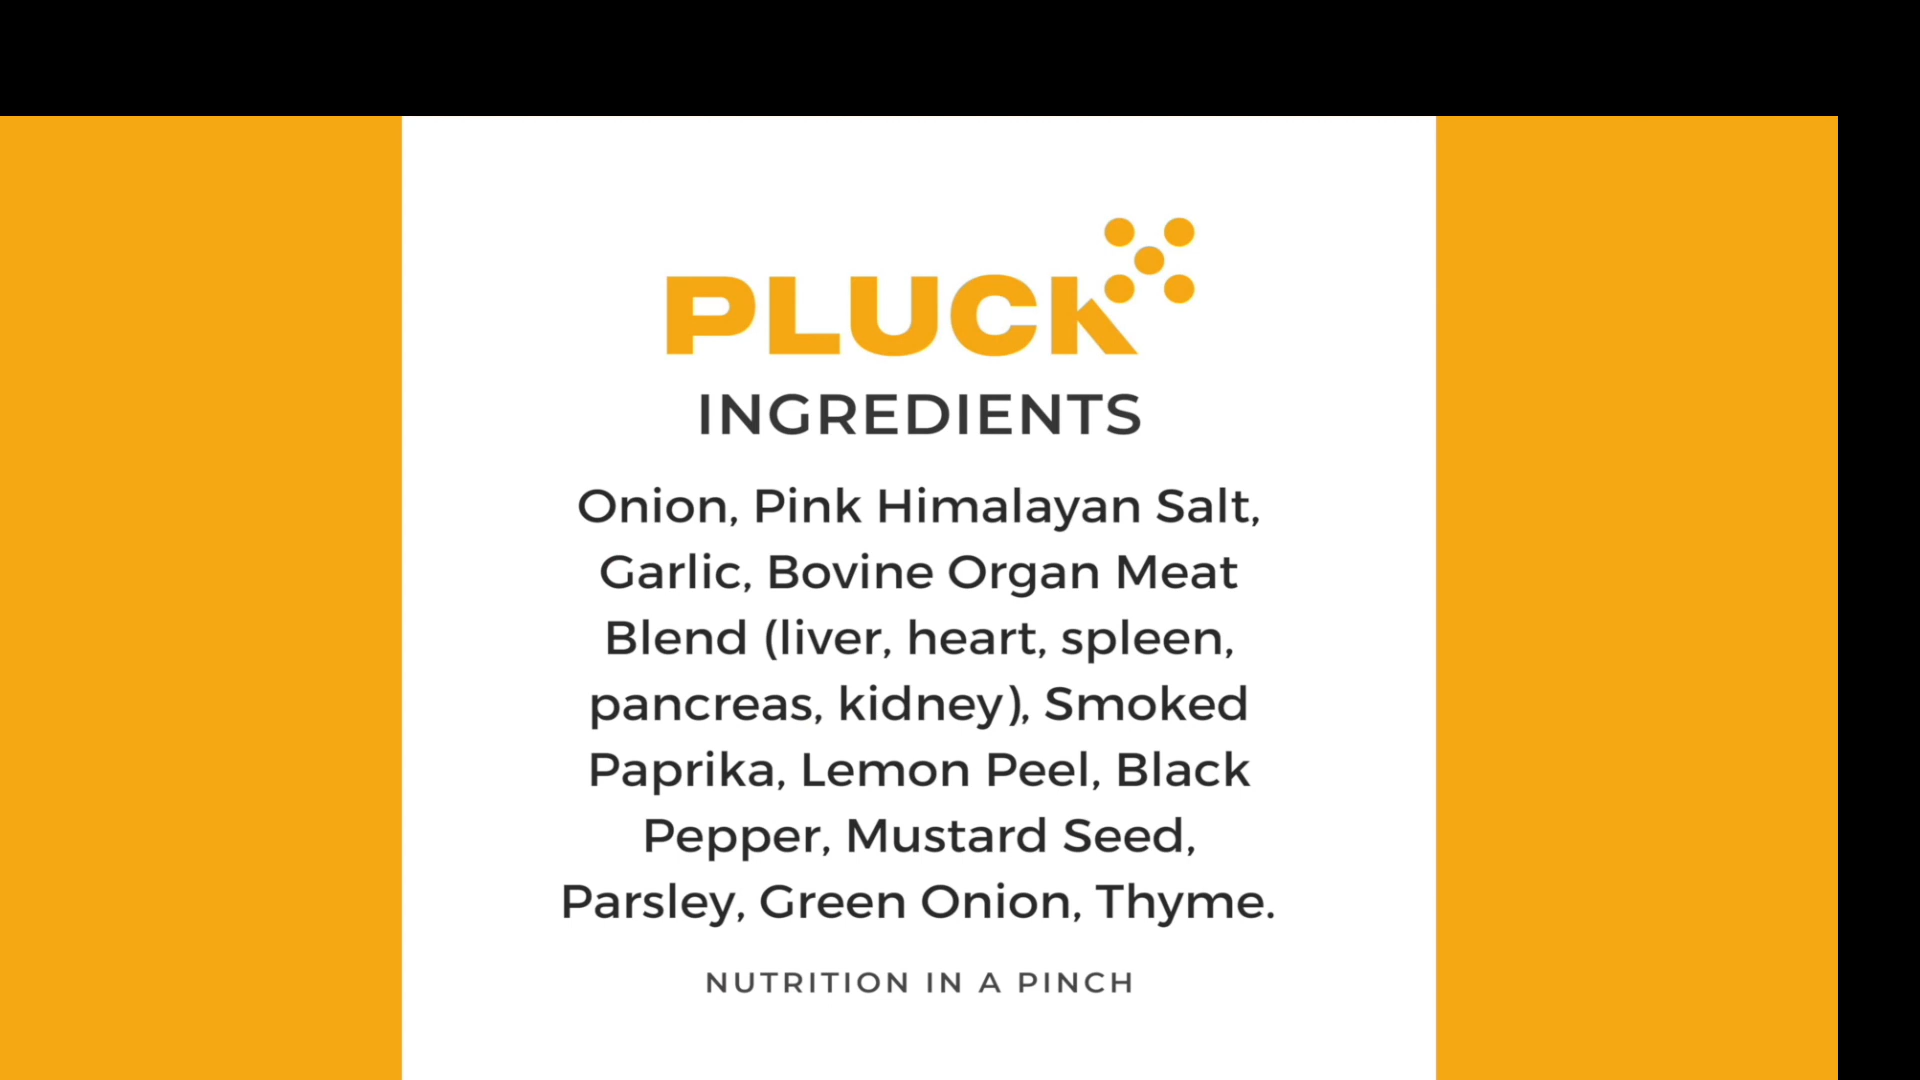 PLUCK
INGREDIENTS
Onion, Pink Himalayan Salt,
Garlic, Bovine Organ Meat
Blend (liver, heart, spleen,
pancreas, kidney), Smoked
Paprika, Lemon Peel, Black
Pepper, Mustard Seed,
Parsley, Green Onion, Thyme.
NUTRITION IN A PINCH